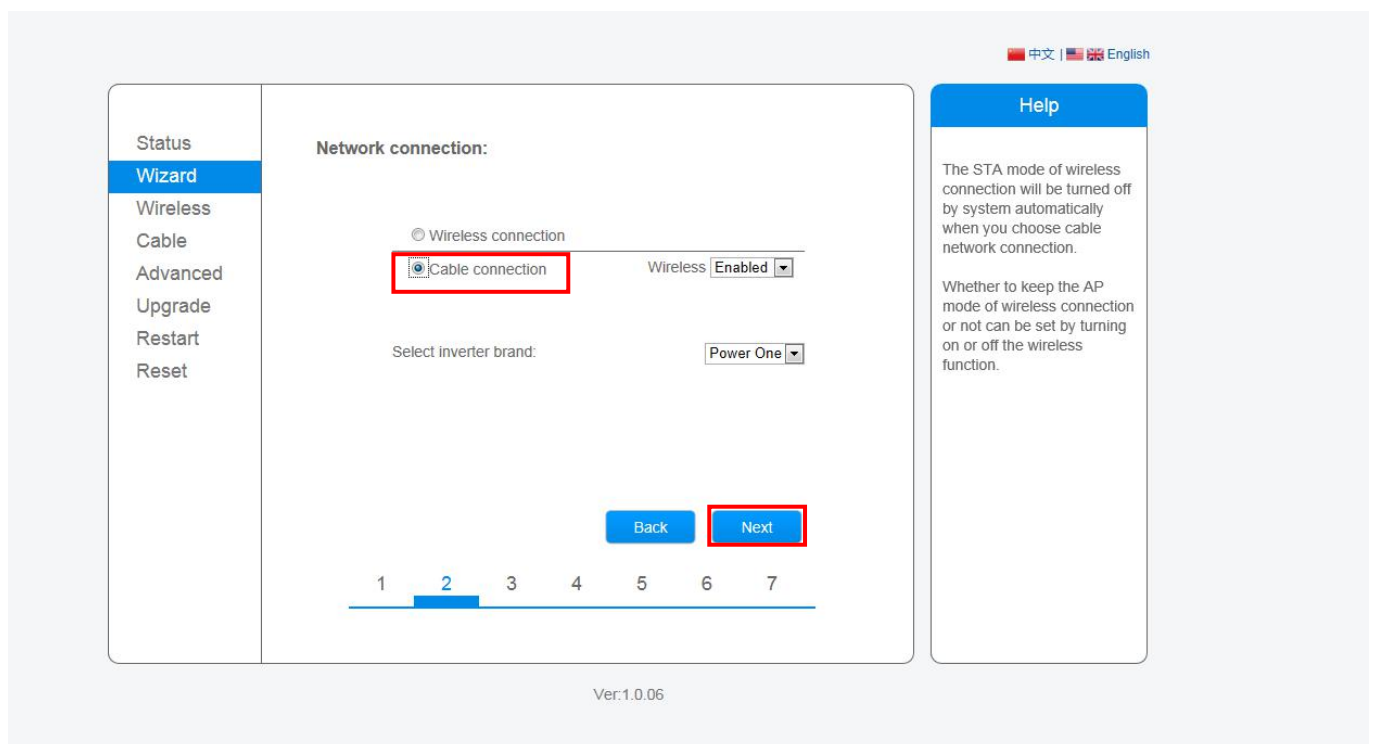 中文 | English
Help
Status
Wizard
Wireless
Cable
Advanced
Upgrade
Restart
Reset
Network connection:
Wireless connection
Cable connection Wireless Enabled
Select inverter brand: Power One
Back Next
1 2 3 4 5 6 7
The STA mode of wireless
connection will be turned off
by system automatically
when you choose cable
network connection.
Whether to keep the AP
mode of wireless connection
or not can be set by turning
on or off the wireless
function.
Ver:1.0.06